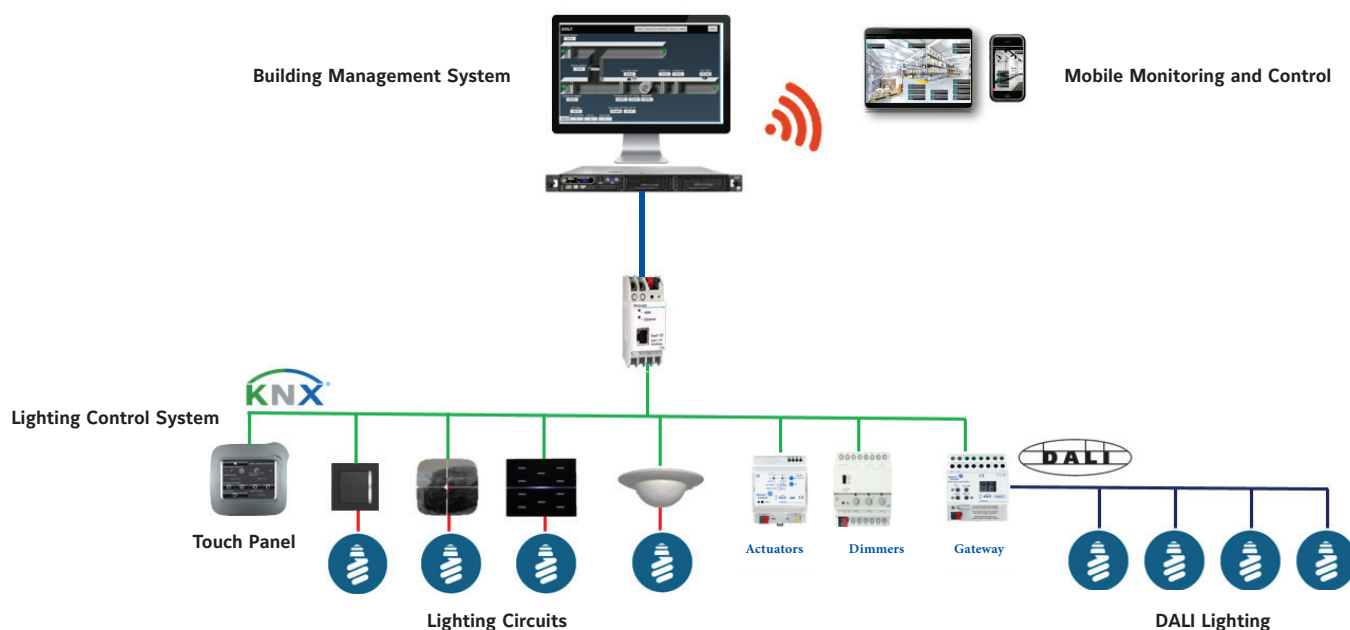 Building Management System
Mobile Monitoring and Control
KNX
Lighting Control System
DALI
Touch Panel
Actuators
Dimmers
Gateway
Lighting Circuits
DALI Lighting